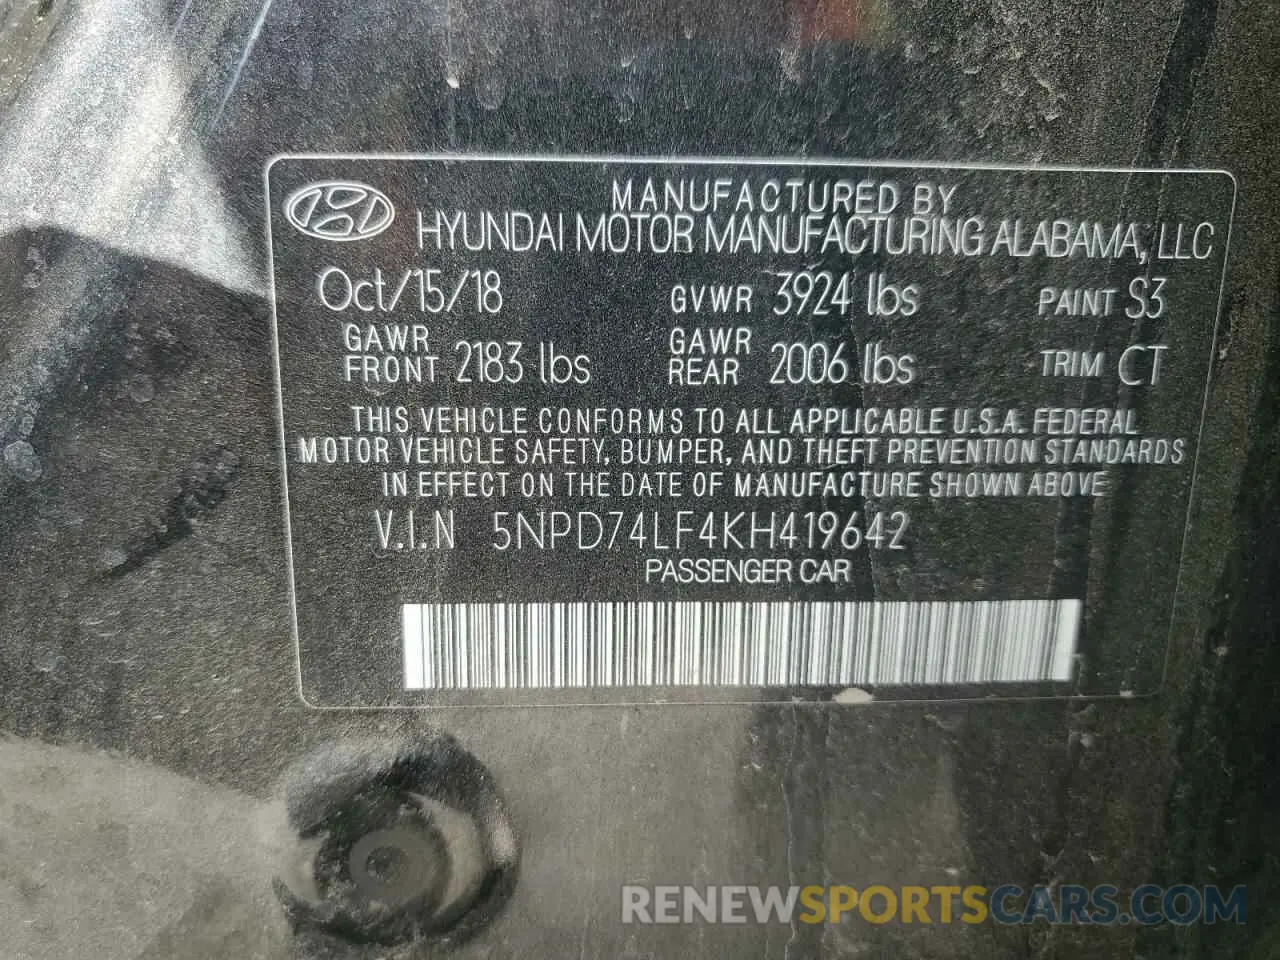 MANUFACTURED BY
HYUNDAI MOTOR MANUFACTURING ALABAMA, LLC
Oct/15/18 GVWR 3924 lbs PAINT S3
GAWR FRONT 2183 lbs GAWR REAR 2006 lbs TRIM CT
THIS VEHICLE CONFORMS TO ALL APPLICABLE U.S.A. FEDERAL
MOTOR VEHICLE SAFETY, BUMPER, AND THEFT PREVENTION STANDARDS
IN EFFECT ON THE DATE OF MANUFACTURE SHOWN ABOVE
V.I.N 5NPD74LF4KH419642
PASSENGER CAR
RENEWSPORTSCARS.COM